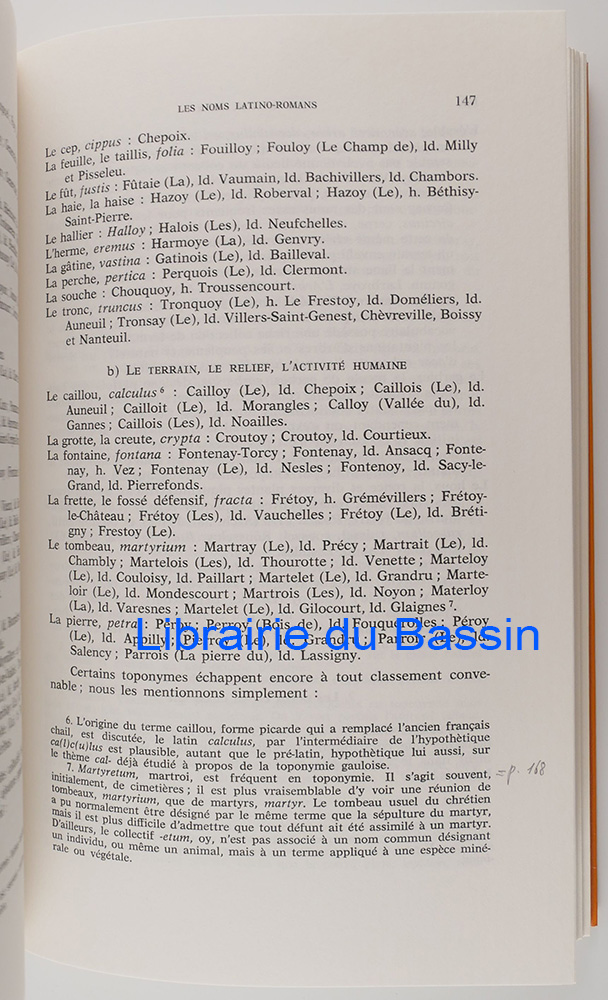 LES NOMS LATINO-ROMANS 147
Le cep, cippus : Chepoix.
La feuille, le taillis, folia : Fouilloy ; Fouloy (Le Champ de), ld. Milly
et Pisseleu.
Le fût, fustis : Fûtaie (La), ld. Vaumain, ld. Bachivillers, ld. Chambors.
La haie, la haise : Hazoy (Le), ld. Roberval ; Hazoy (Le), h. Béthisy-
Saint-Pierre.
Le hallier : Halloy ; Halois (Les), ld. Neufchelles.
L'herme, eremus : Harmoye (La), ld. Genvry.
La gâtine, vastina : Gatinois (Le), ld. Bailleval.
La perche, pertica : Perquois (Le), ld. Clermont.
La souche : Chouquoy, h. Troussencourt.
Le tronc, truncus : Tronquoy (Le), h. Le Frestoy, ld. Doméliers, ld.
Auneuil ; Tronsay (Le), ld. Villers-Saint-Genest, Chèvreville, Boissy
et Nanteuil.
b) LE TERRAIN, LE RELIEF, L'ACTIVITÉ HUMAINE
Le caillou, calculus 6 : Cailloy (Le), ld. Chepoix ; Caillois (Le), ld.
Auneuil ; Cailloit (Le), ld. Morangles ; Calloy (Vallée du), ld.
Gannes ; Caillois (Les), ld. Noailles.
La grotte, la creute, crypta : Croutoy ; Croutoy, ld. Courtieux.
La fontaine, fontana : Fontenay-Torcy ; Fontenay, ld. Ansacq ; Fonte-
nay, h. Vez ; Fontenay (Le), ld. Nesles ; Fontenoy, ld. Sacy-le-
Grand, ld. Pierrefonds.
La frette, le fossé défensif, fracta : Frétoy, h. Grémévillers ; Frétoy-
le-Château ; Frétoy (Les), ld. Vauchelles ; Frétoy (Le), ld. Bréti-
gny ; Frestoy (Le).
Le tombeau, martyrium : Martray (Le), ld. Précy ; Martrait (Le), ld.
Chambly ; Martelois (Les), ld. Thourotte ; ld. Venette ; Marteloy
(Le), ld. Couloisy, ld. Paillart ; Martelet (Le), ld. Grandru ; Marte-
loir (Le), ld. Mondescourt ; Martrois (Les), ld. Noyon ; Materloy
(La), ld. Varesnes ; Martelet (Le), ld. Gilocourt, ld. Glaignes 7.
La pierre, petra : Péroy ; Perroy (Bois de), ld. Fouquerolles ; Péroy
(Le), ld. Appilly ; Pierroy (Le), ld. Grandru ; Parroit (Le), ld.
Salency ; Parrois (La pierre du), ld. Lassigny.
Librairie du Bassin
Certains toponymes échappent encore à tout classement conve-
nable ; nous les mentionnons simplement :
6. L'origine du terme caillou, forme picarde qui a remplacé l'ancien français
chail, est discutée, le latin calculus, par l'intermédiaire de l'hypothétique
ca(l)c(u)lus est plausible, autant que le pré-latin, hypothétique lui aussi, sur
le thème cal- déjà étudié à propos de la toponymie gauloise.
7. Martyretum, martroi, est fréquent en toponymie. Il s'agit souvent,
initialement, de cimetières ; il est plus vraisemblable d'y voir une réunion de
tombeaux, martyrium, que de martyrs, martyr. Le tombeau usuel du chrétien
a pu normalement être désigné par le même terme que la sépulture du martyr,
mais il est plus difficile d'admettre que tout défunt ait été assimilé à un martyr.
D'ailleurs, le collectif -etum, oy, n'est pas associé à un nom commun désignant
un individu, ou même un animal, mais à un terme appliqué à une espèce miné-
rale ou végétale.
= p. 168